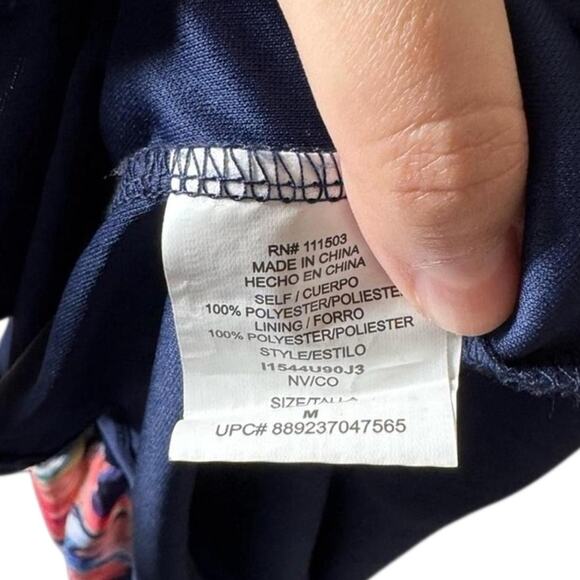 RN# 111503
MADE IN CHINA
HECHO EN CHINA
SELF / CUERPO
100% POLYESTER/POLIESTE
LINING / FORRO
100% POLYESTER/POLIESTER
STYLE/ESTILO
I1544U90J3
NV/CO
SIZE/TALLA
M
UPC# 889237047565